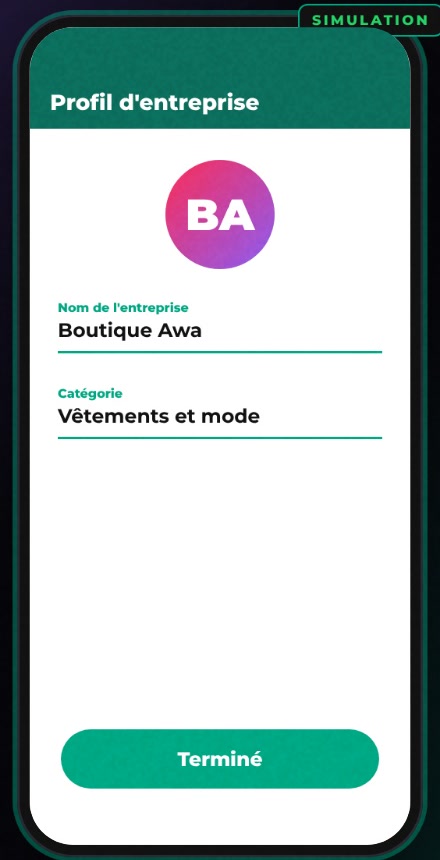 SIMULATION
Profil d'entreprise
BA
Nom de l'entreprise
Boutique Awa
Catégorie
Vêtements et mode
Terminé